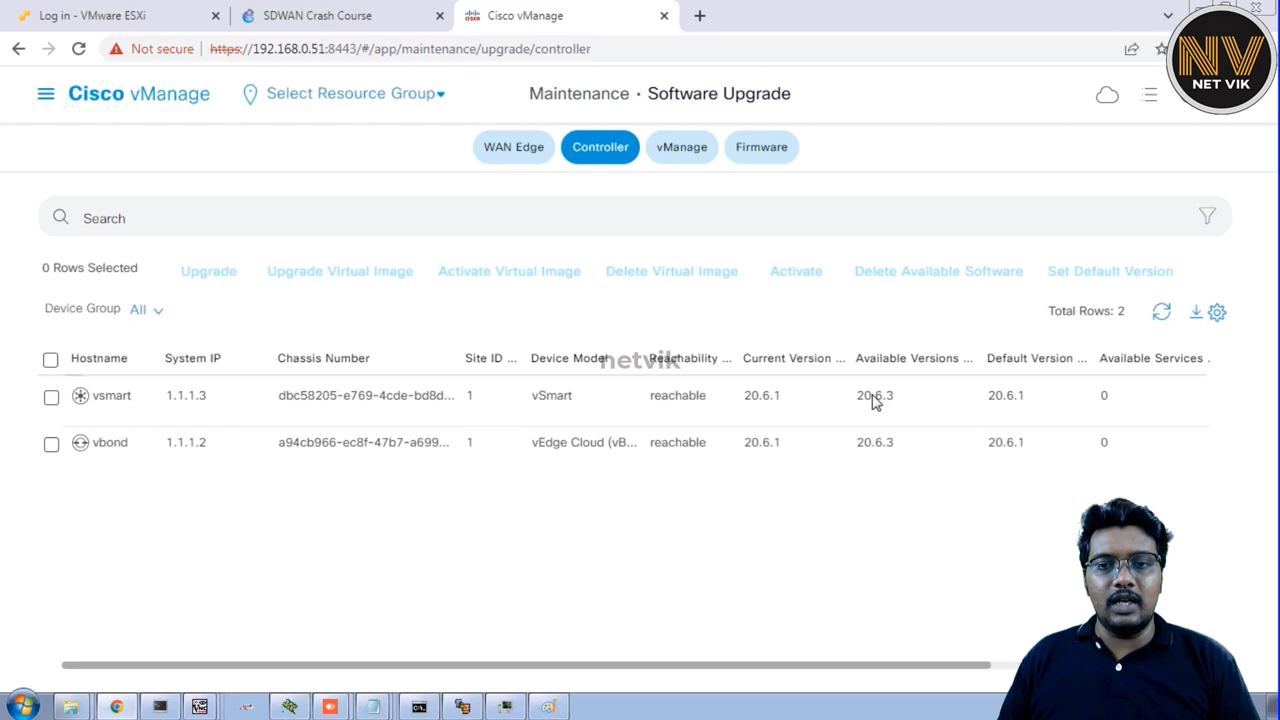 Log in - VMware ESXi
SDWAN Crash Course
Cisco vManage
Not secure
https://192.168.0.51:8443/#/app/maintenance/upgrade/controller
NV
NET VIK
Cisco vManage
Select Resource Group
Maintenance · Software Upgrade
WAN Edge
Controller
vManage
Firmware
Search
0 Rows Selected
Upgrade
Upgrade Virtual Image
Activate Virtual Image
Delete Virtual Image
Activate
Delete Available Software
Set Default Version
Device Group All
Total Rows: 2
Hostname System IP Chassis Number Site ID ... Device Model Reachability ... Current Version ... Available Versions ... Default Version ... Available Services .
netvik
vsmart 1.1.1.3 dbc58205-e769-4cde-bd8d... 1 vSmart reachable 20.6.1 20.6.3 20.6.1 0
vbond 1.1.1.2 a94cb966-ec8f-47b7-a699... 1 vEdge Cloud (vB... reachable 20.6.1 20.6.3 20.6.1 0